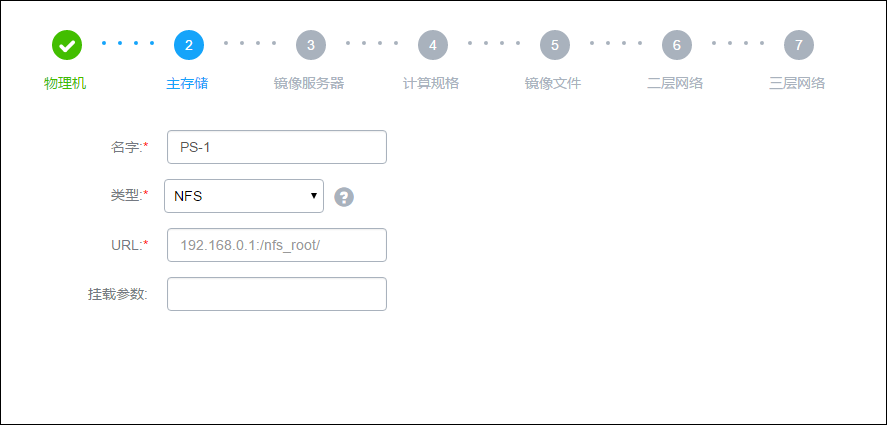 2 3 4 5 6 7
物理机 主存储 镜像服务器 计算规格 镜像文件 二层网络 三层网络
名字:* PS-1
类型:* NFS ?
URL:* 192.168.0.1:/nfs_root/
挂载参数: